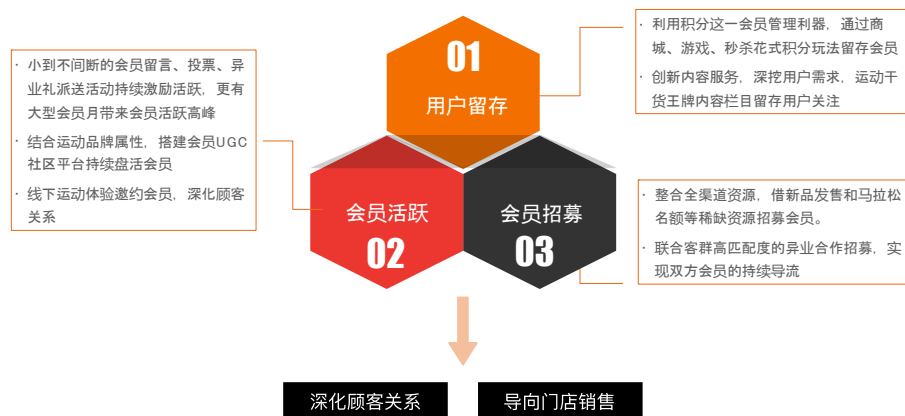 01
用户留存
· 利用积分这一会员管理利器，通过商
城、游戏、秒杀花式积分玩法留存会员
· 创新内容服务，深挖用户需求，运动干
货王牌内容栏目留存用户关注
· 小到不间断的会员留言、投票、异
业礼派送活动持续激励活跃，更有
大型会员月带来会员活跃高峰
· 结合运动品牌属性，搭建会员UGC
社区平台持续盘活会员
· 线下运动体验邀约会员，深化顾客
关系
会员活跃
02
会员招募
03
· 整合全渠道资源，借新品发售和马拉松
名额等稀缺资源招募会员。
· 联合客群高匹配度的异业合作招募，实
现双方会员的持续导流
深化顾客关系
导向门店销售